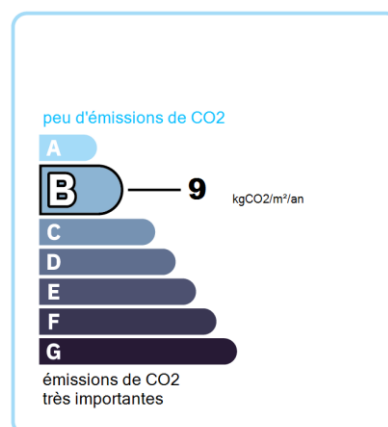 peu d'émissions de CO2
A
B 9 kgCO2/m²/an
C
D
E
F
G
émissions de CO2
très importantes